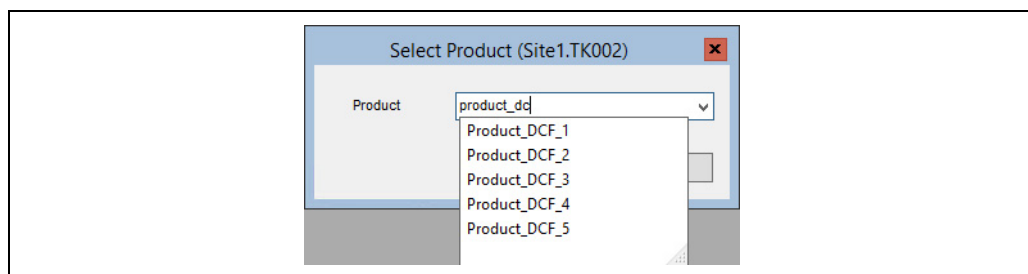 Select Product (Site1.TK002)
Product product_dc
Product_DCF_1
Product_DCF_2
Product_DCF_3
Product_DCF_4
Product_DCF_5